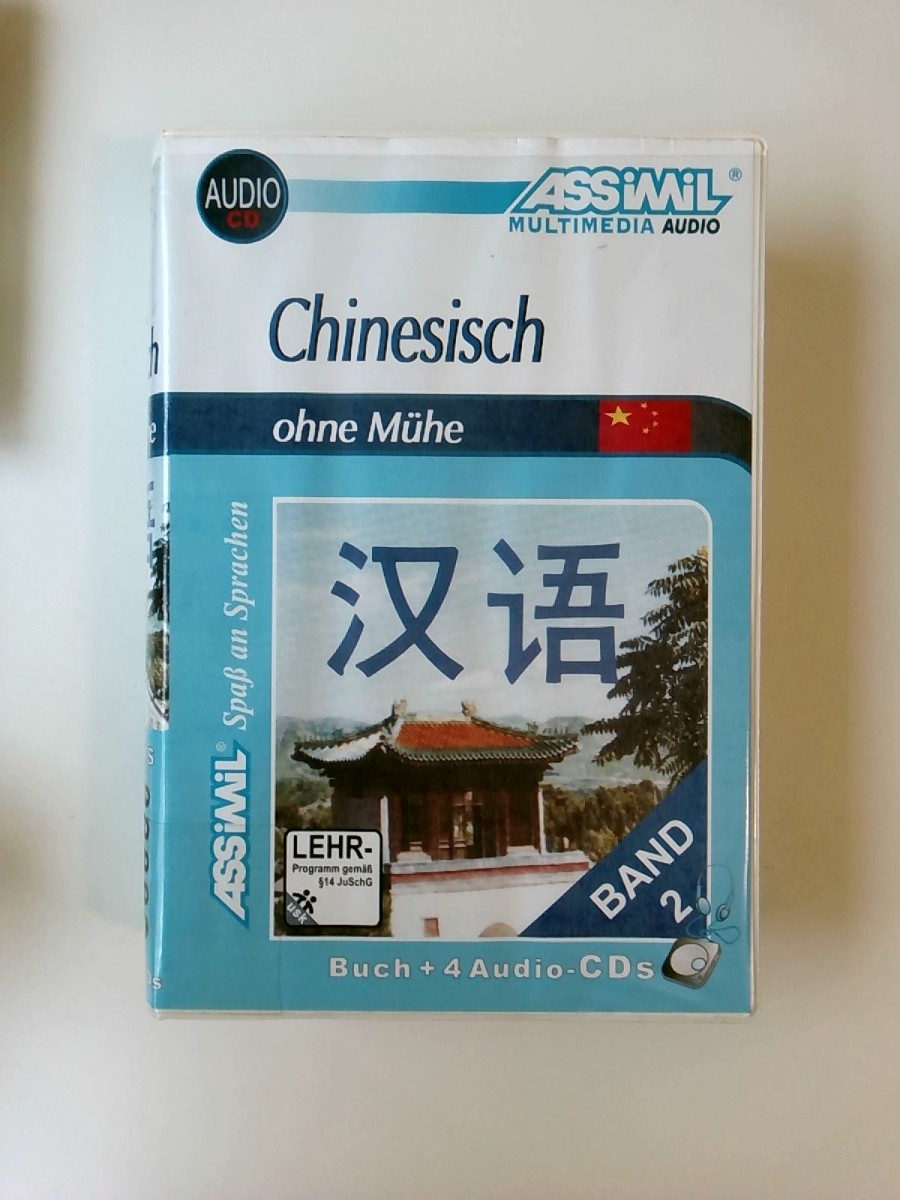 AUDIO
CD
ASSiMiL®
MULTIMEDIA AUDIO
Chinesisch
ohne Mühe
汉语
ASSiMiL® Spaß an Sprachen
LEHR-
Programm gemäß
§14 JuSchG
usk
BAND
2
Buch + 4 Audio-CDs